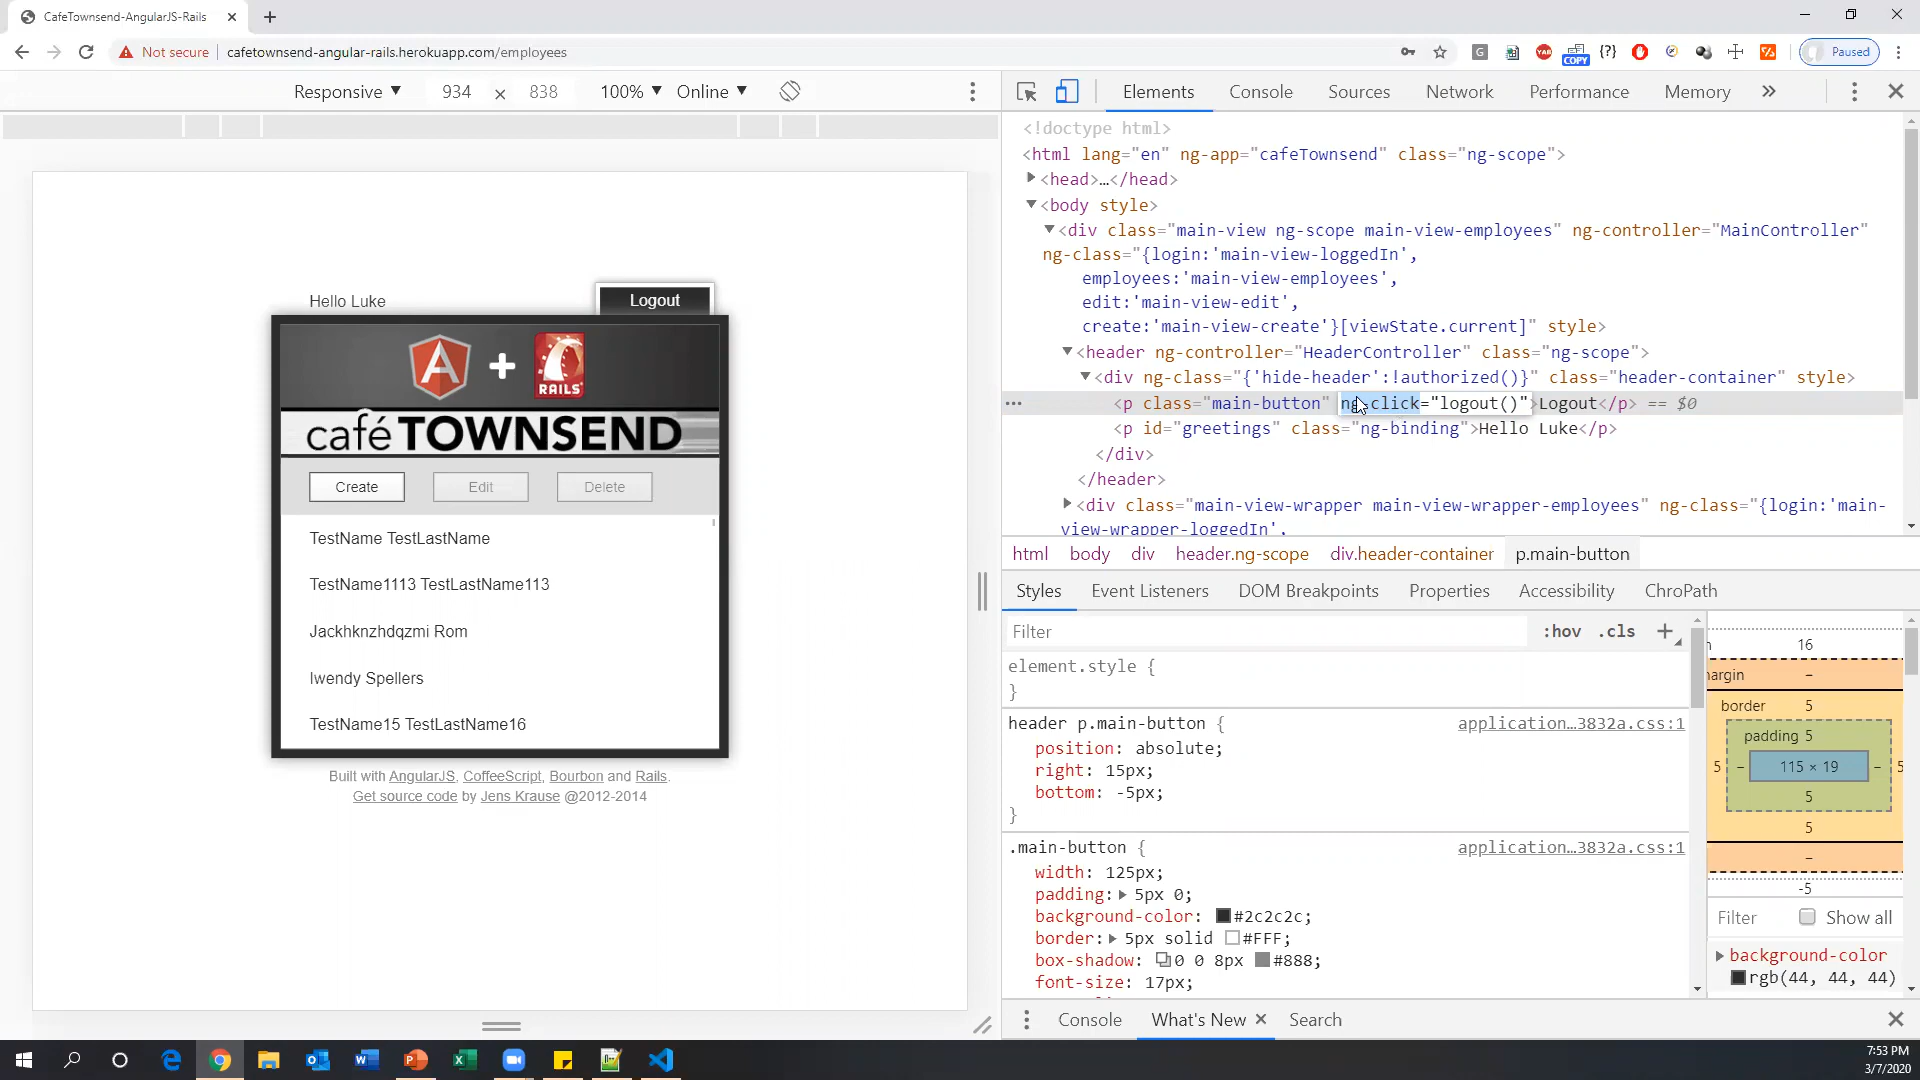 CafeTownsend-AngularJS-Rails
Not secure cafetownsend-angular-rails.herokuapp.com/employees
G YAB COPY {?} Paused
Responsive 934 × 838 100% Online
Elements Console Sources Network Performance Memory »
<!doctype html>
<html lang="en" ng-app="cafeTownsend" class="ng-scope">
<head>…</head>
<body style>
<div class="main-view ng-scope main-view-employees" ng-controller="MainController"
ng-class="{login:'main-view-loggedIn',
employees:'main-view-employees',
edit:'main-view-edit',
create:'main-view-create'}[viewState.current]" style>
<header ng-controller="HeaderController" class="ng-scope">
<div ng-class="{'hide-header':!authorized()}" class="header-container" style>
… <p class="main-button" ng-click="logout()">Logout</p> == $0
<p id="greetings" class="ng-binding">Hello Luke</p>
</div>
</header>
<div class="main-view-wrapper main-view-wrapper-employees" ng-class="{login:'main-
view-wrapper-loggedIn',
html body div header.ng-scope div.header-container p.main-button
Hello Luke
Logout
A + RAILS
café TOWNSEND
Create Edit Delete
TestName TestLastName
TestName1113 TestLastName113
Jackhknzhdqzmi Rom
Iwendy Spellers
TestName15 TestLastName16
Built with AngularJS, CoffeeScript, Bourbon and Rails.
Get source code by Jens Krause @2012-2014
Styles Event Listeners DOM Breakpoints Properties Accessibility ChroPath
Filter :hov .cls +
element.style {
}
header p.main-button { application…3832a.css:1
position: absolute;
right: 15px;
bottom: -5px;
}
.main-button { application…3832a.css:1
width: 125px;
padding: 5px 0;
background-color: #2c2c2c;
border: 5px solid #FFF;
box-shadow: 0 0 8px #888;
font-size: 17px;
16
margin –
border 5
padding 5
5 – 115 × 19 – 5
5
5
–
-5
Filter Show all
background-color
rgb(44, 44, 44)
Console What's New Search
7:53 PM
3/7/2020